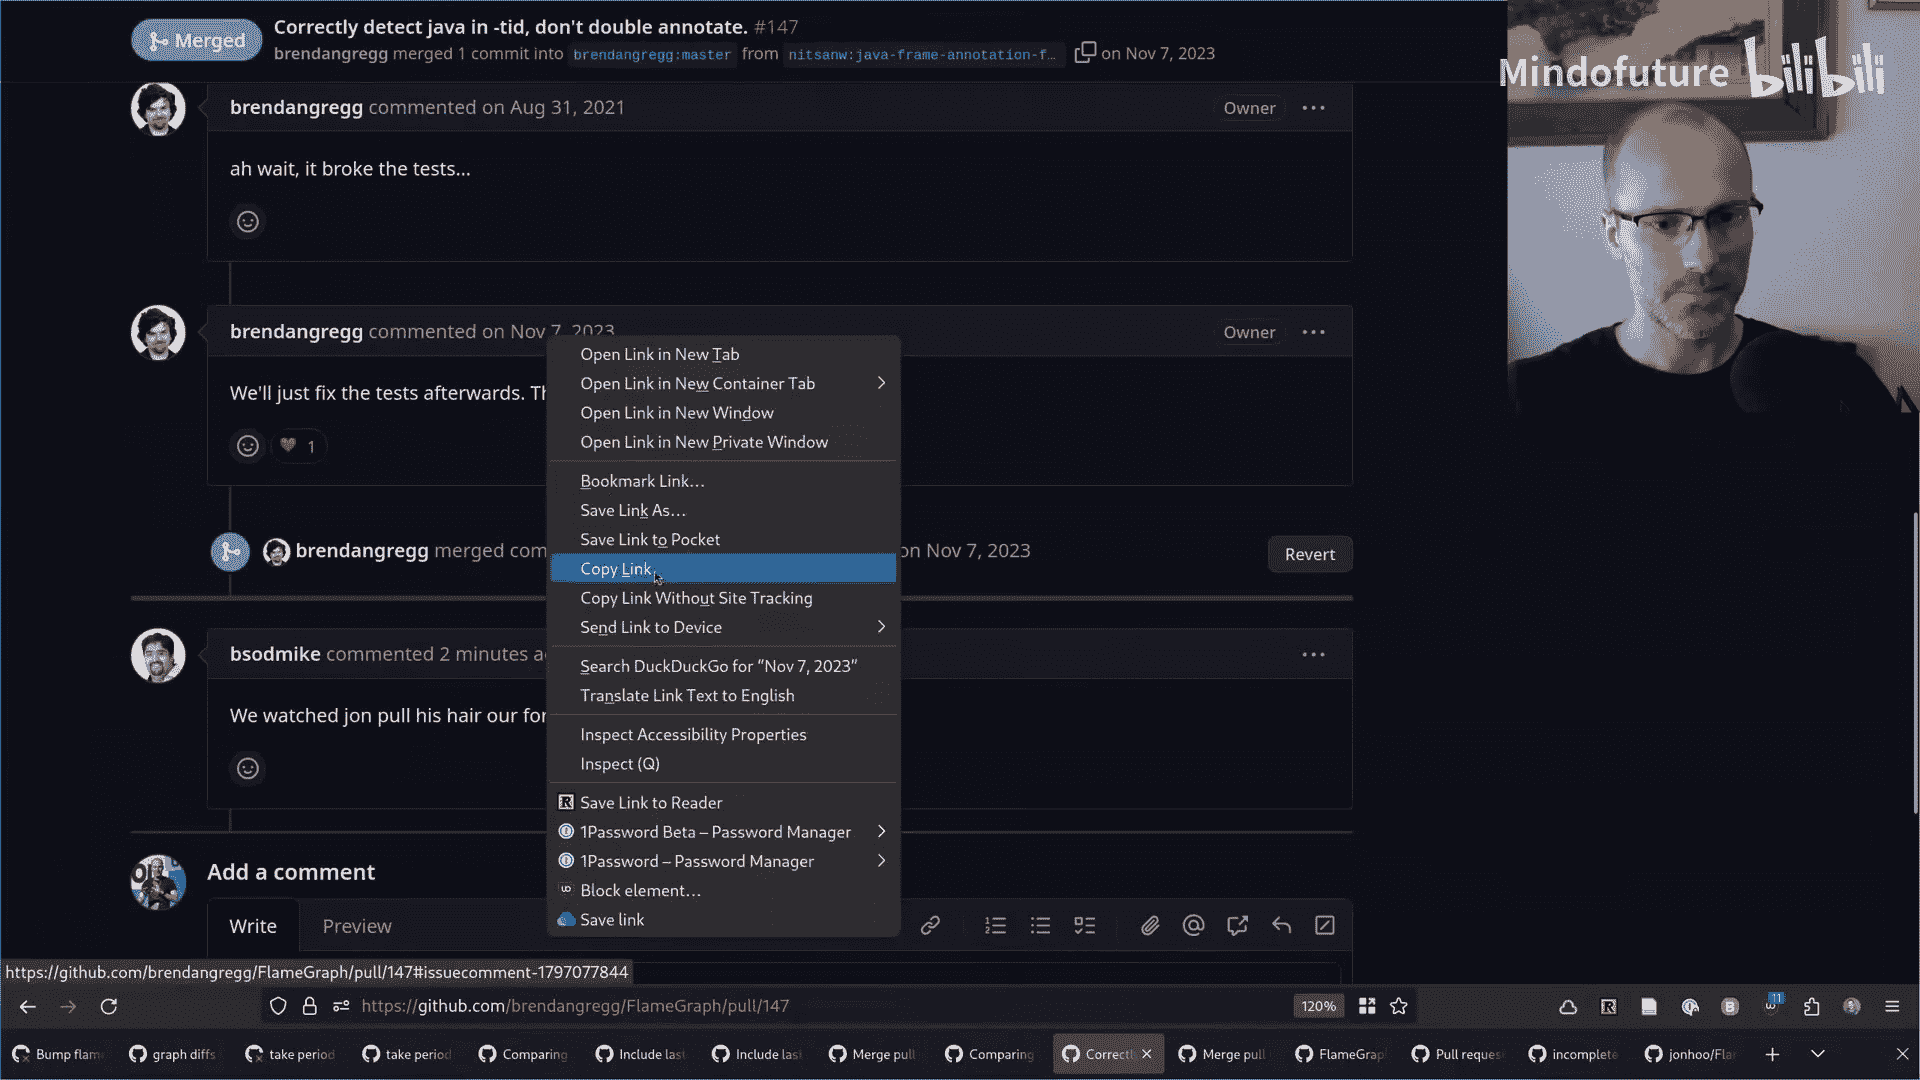 Merged
Correctly detect java in -tid, don't double annotate. #147
brendangregg merged 1 commit into brendangregg:master from nitsanw:java-frame-annotation-f… on Nov 7, 2023
Mindofuture bilibili
brendangregg commented on Aug 31, 2021
Owner
ah wait, it broke the tests...
brendangregg commented on Nov 7, 2023
Owner
We'll just fix the tests afterwards. Th
1
brendangregg merged com
on Nov 7, 2023
Revert
bsodmike commented 2 minutes a
We watched jon pull his hair our for
Open Link in New Tab
Open Link in New Container Tab
Open Link in New Window
Open Link in New Private Window
Bookmark Link…
Save Link As…
Save Link to Pocket
Copy Link
Copy Link Without Site Tracking
Send Link to Device
Search DuckDuckGo for “Nov 7, 2023”
Translate Link Text to English
Inspect Accessibility Properties
Inspect (Q)
Save Link to Reader
1Password Beta – Password Manager
1Password – Password Manager
Block element…
Save link
Add a comment
Write
Preview
https://github.com/brendangregg/FlameGraph/pull/147#issuecomment-1797077844
https://github.com/brendangregg/FlameGraph/pull/147
120%
11
Bump flam
graph diffs
take period
take period
Comparing
Include las
Include las
Merge pull
Comparing
Correctl
Merge pull
FlameGrap
Pull reques
incomplete
jonhoo/Fla